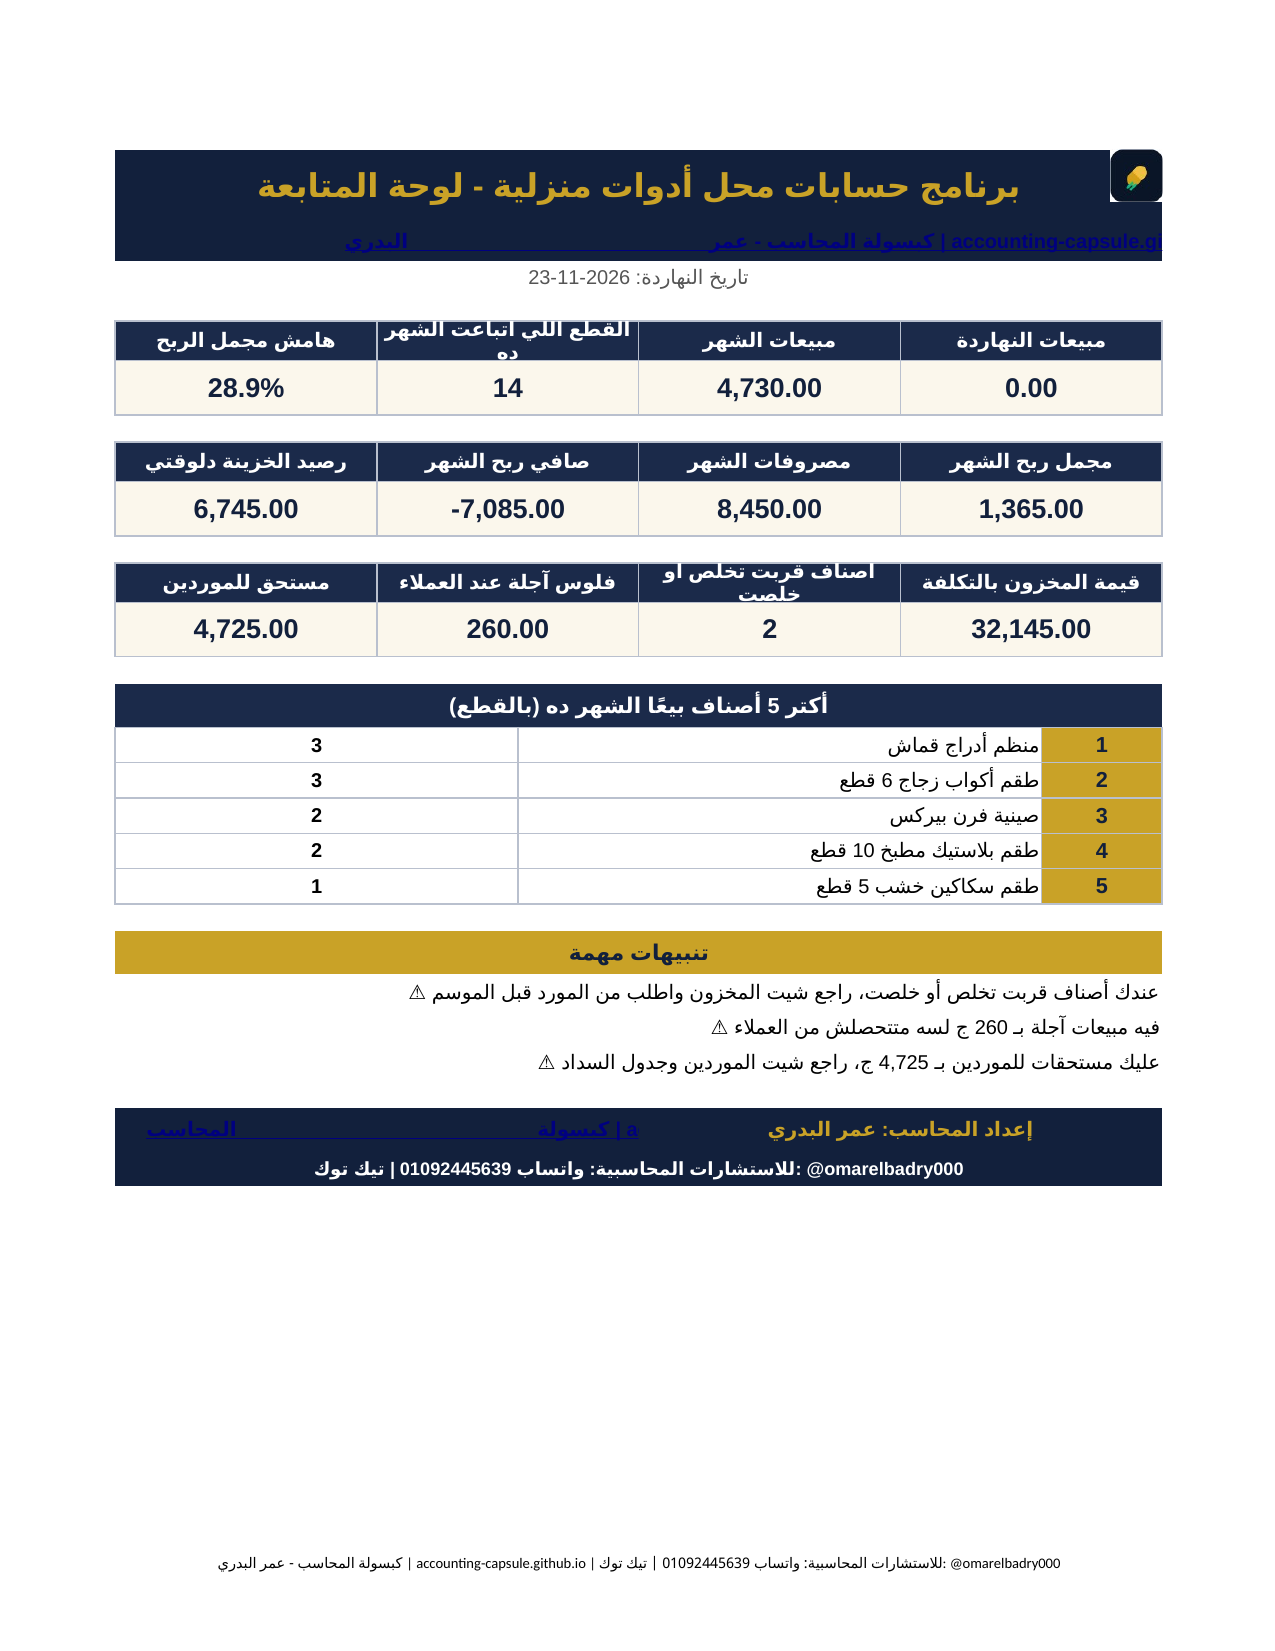 برنامج حسابات محل أدوات منزلية - لوحة المتابعة
accounting-capsule.gi | كبسولة المحاسب - عمر البدري
تاريخ النهاردة: 2026-11-23
مبيعات النهاردة
مبيعات الشهر
القطع اللي اتباعت الشهر ده
هامش مجمل الربح
0.00
4,730.00
14
28.9%
مجمل ربح الشهر
مصروفات الشهر
صافي ربح الشهر
رصيد الخزينة دلوقتي
1,365.00
8,450.00
-7,085.00
6,745.00
قيمة المخزون بالتكلفة
أصناف قربت تخلص أو خلصت
فلوس آجلة عند العملاء
مستحق للموردين
32,145.00
2
260.00
4,725.00
أكتر 5 أصناف بيعًا الشهر ده (بالقطع)
1 منظم أدراج قماش 3
2 طقم أكواب زجاج 6 قطع 3
3 صينية فرن بيركس 2
4 طقم بلاستيك مطبخ 10 قطع 2
5 طقم سكاكين خشب 5 قطع 1
تنبيهات مهمة
عندك أصناف قربت تخلص أو خلصت، راجع شيت المخزون واطلب من المورد قبل الموسم ⚠
فيه مبيعات آجلة بـ 260 ج لسه متتحصلش من العملاء ⚠
عليك مستحقات للموردين بـ 4,725 ج، راجع شيت الموردين وجدول السداد ⚠
إعداد المحاسب: عمر البدري
a | كبسولة المحاسب
للاستشارات المحاسبية: واتساب 01092445639 | تيك توك: @omarelbadry000
كبسولة المحاسب - عمر البدري | accounting-capsule.github.io | للاستشارات المحاسبية: واتساب 01092445639 | تيك توك: @omarelbadry000